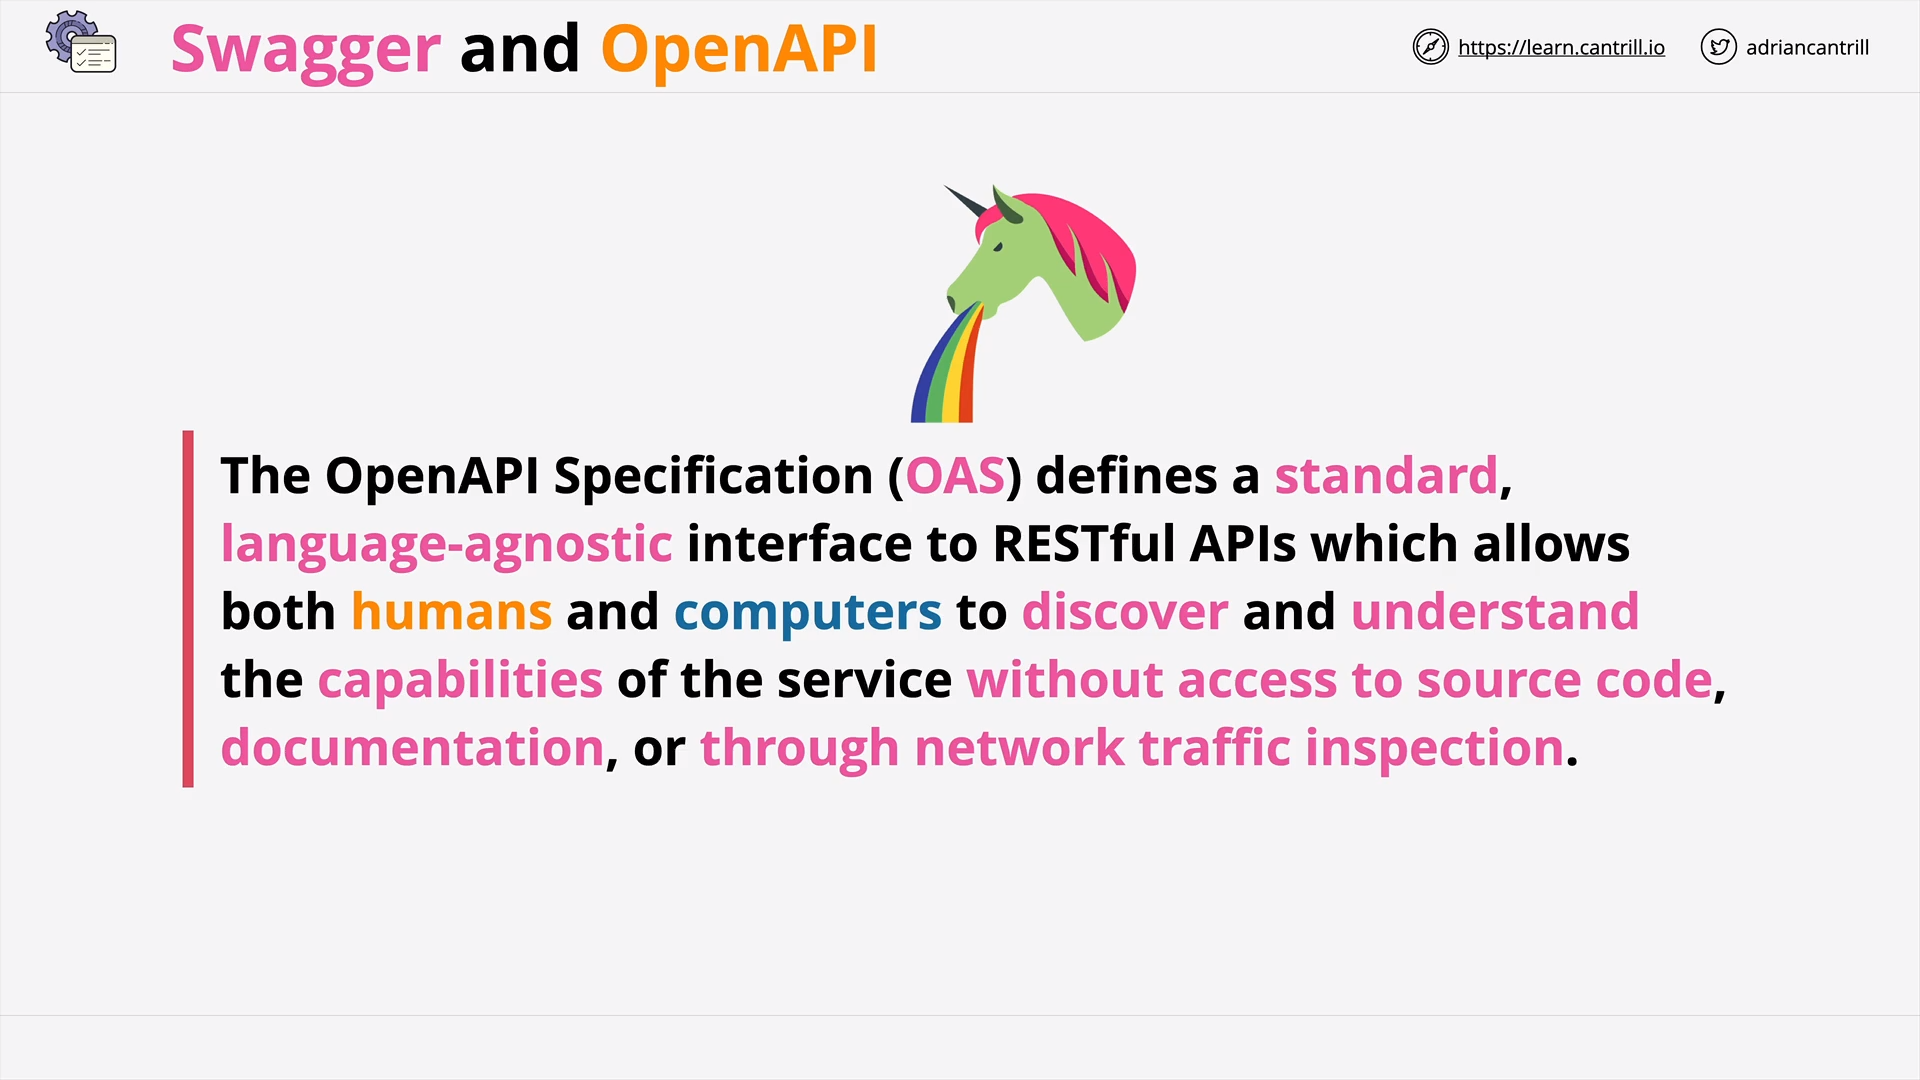 Swagger and OpenAPI
https://learn.cantrill.io
adriancantrill
The OpenAPI Specification (OAS) defines a standard,
language-agnostic interface to RESTful APIs which allows
both humans and computers to discover and understand
the capabilities of the service without access to source code,
documentation, or through network traffic inspection.